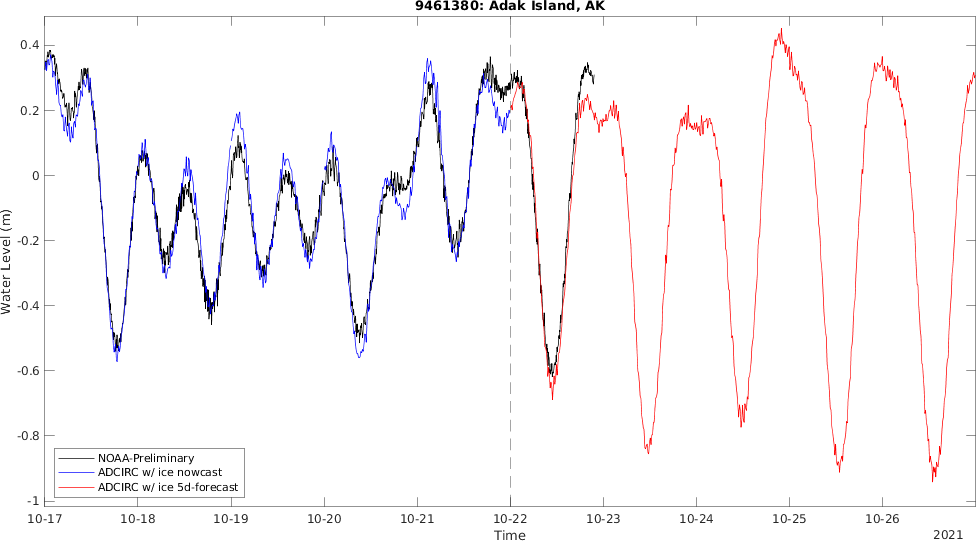 9461380: Adak Island, AK
Water Level (m)
0.4
0.2
0
-0.2
-0.4
-0.6
-0.8
-1
NOAA-Preliminary
ADCIRC w/ ice nowcast
ADCIRC w/ ice 5d-forecast
10-17 10-18 10-19 10-20 10-21 10-22 10-23 10-24 10-25 10-26
Time
2021